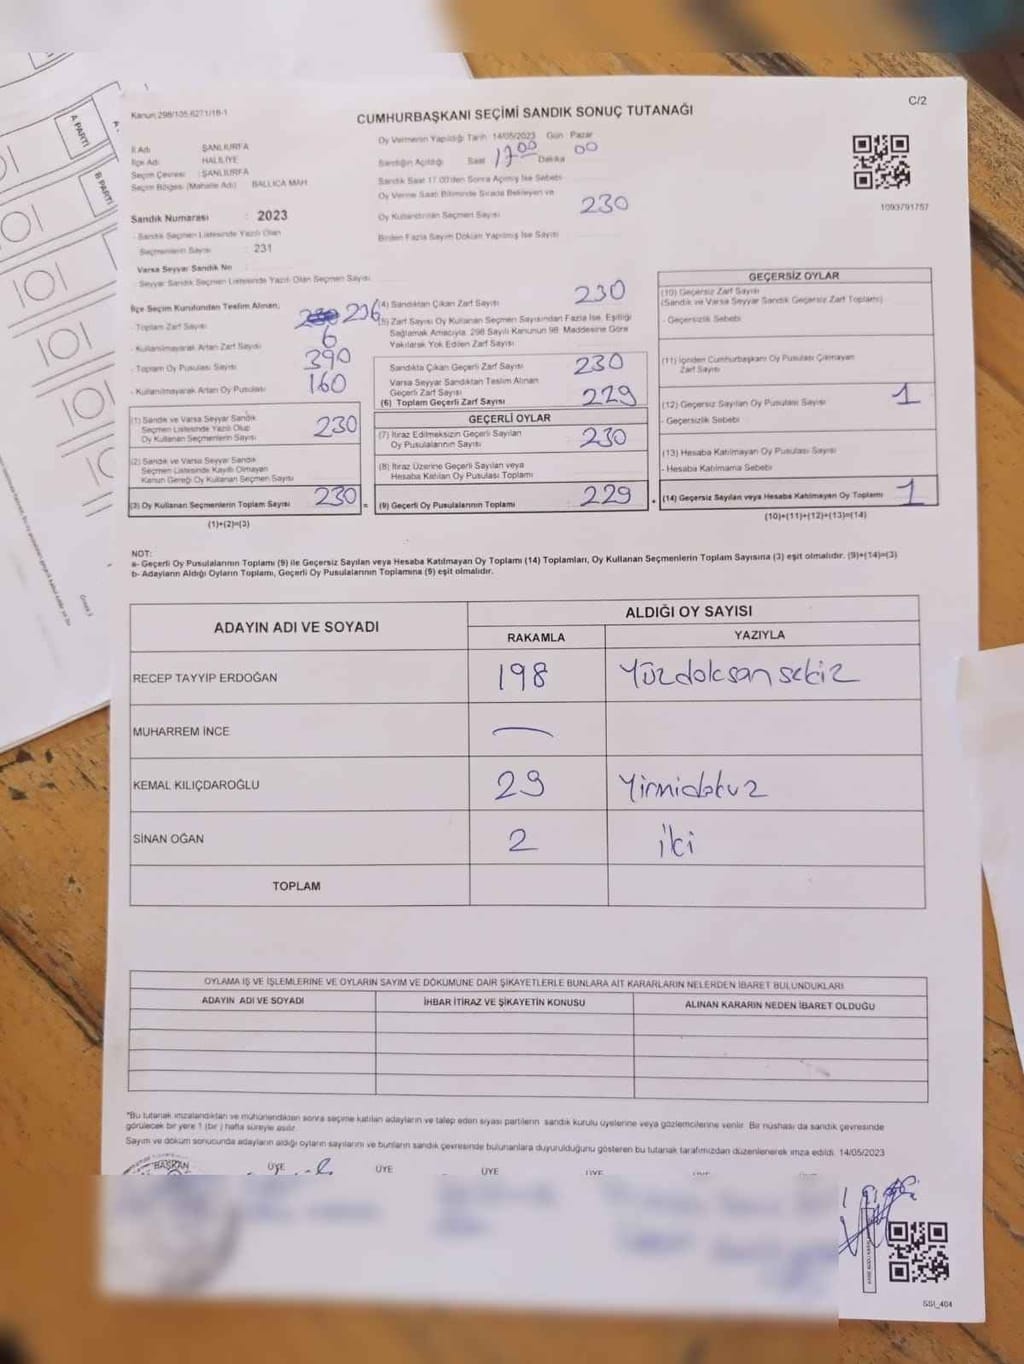 C/2
Kanun:298/105,6271/18-1
CUMHURBAŞKANI SEÇİMİ SANDIK SONUÇ TUTANAĞI
İl Adı ŞANLIURFA
İlçe Adı HALİLİYE
Seçim Çevresi : ŞANLIURFA
Seçim Bölgesi (Mahalle Adı) BALLICA MAH
Sandık Numarası : 2023
- Sandık Seçmen Listesinde Yazılı Olan
Seçmenlerin Sayısı : 231
Varsa Seyyar Sandık No
- Seyyar Sandık Seçmen Listesinde Yazılı Olan Seçmen Sayısı
Oy Vermenin Yapıldığı Tarih 14/05/2023 Gün Pazar
Sandığın Açıldığı Saat 17 00 Dakika 00
Sandık Saat 17.00'den Sonra Açılmış İse Sebebi
Oy Verme Saati Bitiminde Sırada Bekleyen ve
Oy Kullandırılan Seçmen Sayısı 230
Birden Fazla Sayım Döküm Yapılmış İse Sayısı
1093791757
İlçe Seçim Kurulundan Teslim Alınan;
- Toplam Zarf Sayısı 236
- Kullanılmayarak Artan Zarf Sayısı 6
- Toplam Oy Pusulası Sayısı 390
- Kullanılmayarak Artan Oy Pusulası 160
(1) Sandık ve Varsa Seyyar Sandık
Seçmen Listesinde Yazılı Olup
Oy Kullanan Seçmenlerin Sayısı 230
(2) Sandık ve Varsa Seyyar Sandık
Seçmen Listesinde Kayıtlı Olmayan
Kanun Gereği Oy Kullanan Seçmen Sayısı
(3) Oy Kullanan Seçmenlerin Toplam Sayısı 230 =
(1)+(2)=(3)
(4) Sandıktan Çıkan Zarf Sayısı 230
(5) Zarf Sayısı Oy Kullanan Seçmen Sayısından Fazla İse, Eşitliği
Sağlamak Amacıyla, 298 Sayılı Kanunun 98. Maddesine Göre
Yakılarak Yok Edilen Zarf Sayısı
Sandıkta Çıkan Geçerli Zarf Sayısı 230
Varsa Seyyar Sandıktan Teslim Alınan
Geçerli Zarf Sayısı
(6) Toplam Geçerli Zarf Sayısı 229
GEÇERLİ OYLAR
(7) İtiraz Edilmeksizin Geçerli Sayılan
Oy Pusulalarının Sayısı 230
(8) İtiraz Üzerine Geçerli Sayılan veya
Hesaba Katılan Oy Pusulası Toplamı
(9) Geçerli Oy Pusulalarının Toplamı 229 +
GEÇERSİZ OYLAR
(10) Geçersiz Zarf Sayısı
(Sandık ve Varsa Seyyar Sandık Geçersiz Zarf Toplamı)
- Geçersizlik Sebebi
(11) İçinden Cumhurbaşkanı Oy Pusulası Çıkmayan
Zarf Sayısı
(12) Geçersiz Sayılan Oy Pusulası Sayısı 1
- Geçersizlik Sebebi
(13) Hesaba Katılmayan Oy Pusulası Sayısı
- Hesaba Katılmama Sebebi
(14) Geçersiz Sayılan veya Hesaba Katılmayan Oy Toplamı 1
(10)+(11)+(12)+(13)=(14)
NOT:
a- Geçerli Oy Pusulalarının Toplamı (9) ile Geçersiz Sayılan veya Hesaba Katılmayan Oy Toplamı (14) Toplamları, Oy Kullanan Seçmenlerin Toplam Sayısına (3) eşit olmalıdır. (9)+(14)=(3)
b- Adayların Aldığı Oyların Toplamı, Geçerli Oy Pusulalarının Toplamına (9) eşit olmalıdır.
ADAYIN ADI VE SOYADI
ALDIĞI OY SAYISI
RAKAMLA YAZIYLA
RECEP TAYYİP ERDOĞAN 198 Yüzdoksansekiz
MUHARREM İNCE —
KEMAL KILIÇDAROĞLU 29 Yirmidokuz
SİNAN OĞAN 2 iki
TOPLAM
OYLAMA İŞ VE İŞLEMLERİNE VE OYLARIN SAYIM VE DÖKÜMÜNE DAİR ŞİKAYETLERLE BUNLARA AİT KARARLARIN NELERDEN İBARET BULUNDUKLARI
ADAYIN ADI VE SOYADI İHBAR İTİRAZ VE ŞİKAYETİN KONUSU ALINAN KARARIN NEDEN İBARET OLDUĞU
*Bu tutanak imzalandıktan ve mühürlendikten sonra seçime katılan adayların ve talep eden siyasi partilerin sandık kurulu üyelerine veya gözlemcilerine verilir. Bir nüshası da sandık çevresinde
görülecek bir yere 1 (bir) hafta süreyle asılır.
Sayım ve döküm sonucunda adayların aldığı oyların sayılarını ve bunların sandık çevresinde bulunanlara duyurulduğunu gösteren bu tutanak tarafımızdan düzenlenerek imza edildi. 14/05/2023
BAŞKAN ÜYE ÜYE ÜYE ÜYE
SSI_404
A PARTİ
B PARTİ